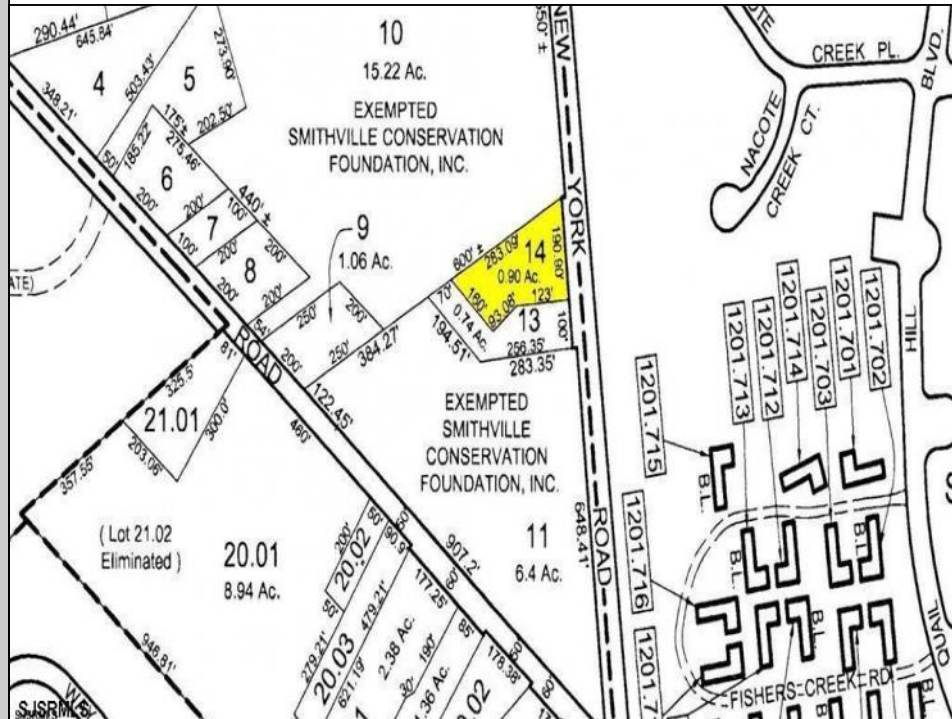 290.44'
645.84'
348.21'
4
503.43'
5
273.90'
202.50'
50'
185.22'
175'±
275.46'
6
200'
200'
100'
440' ±
7
100'
200'
200'
8
200'
200'
54'
10
15.22 Ac.
EXEMPTED
SMITHVILLE CONSERVATION
FOUNDATION, INC.
9
1.06 Ac.
250'
200'
250'
200'
384.27'
600' ±
283.09'
14
0.90 Ac.
190.90'
70'
160'
93.08'
123'
0.74 Ac.
13
100'
194.51'
256.35'
283.35'
NEW
YORK
ROAD
648.41'
CREEK PL.
BLVD.
NACOTE
CREEK CT.
HILL
QUAIL
ROAD
81'
122.45'
460'
325.5'
21.01
300.0'
203.06'
357.55'
( Lot 21.02
Eliminated )
20.01
8.94 Ac.
946.81'
EXEMPTED
SMITHVILLE
CONSERVATION
FOUNDATION, INC.
11
6.4 Ac.
907.2'
60'
50'
90.9'
200'
20.02
50'
177.25'
60'
85'
279.21'
20.03
621.19'
479.21'
2.38 Ac.
190'
30'
178.38'
60'
1201.713
1201.712
1201.714
1201.703
1201.701
1201.702
1201.715
1201.716
B.L.
B.L.
B.L.
B.L.
FISHERS CREEK RD
SJSRMLS